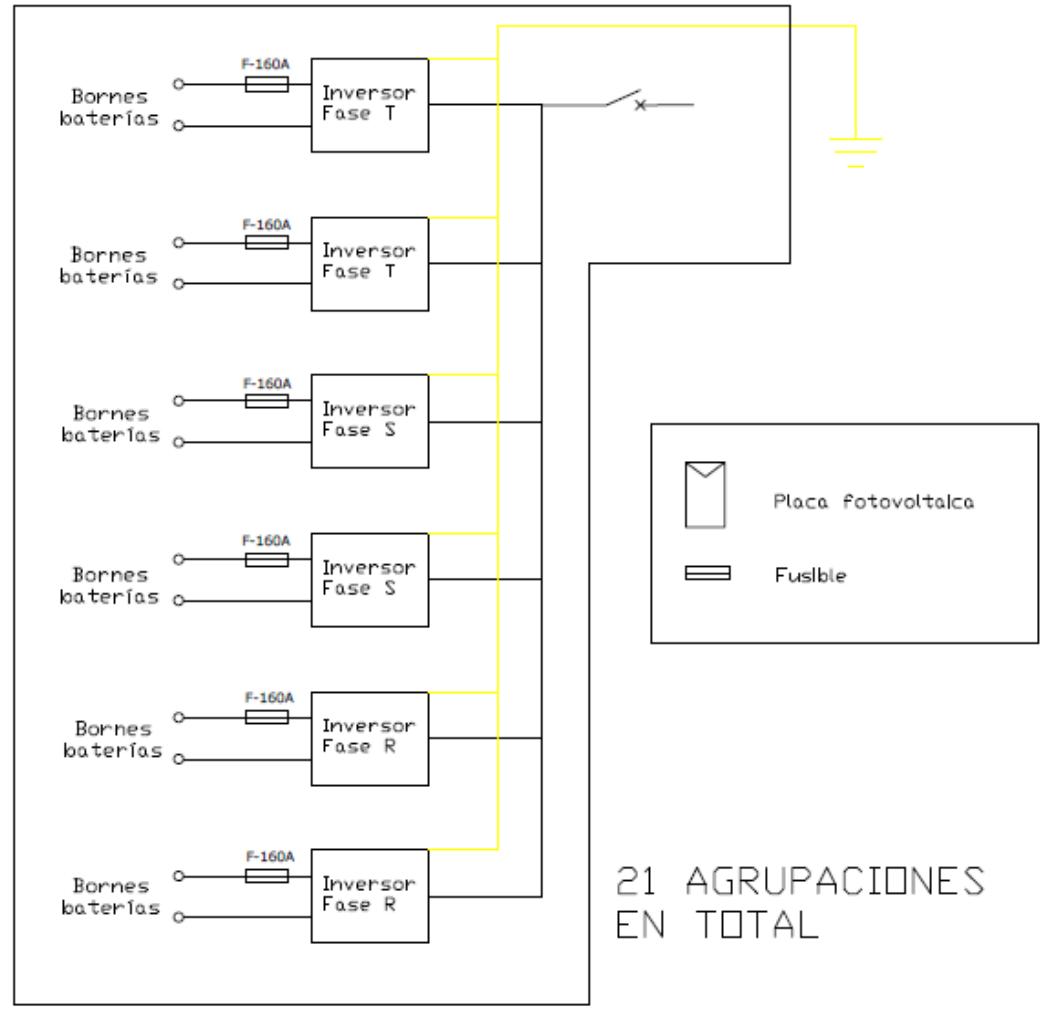 F-160A
Bornes
baterías
Inversor
Fase T
F-160A
Bornes
baterías
Inversor
Fase T
F-160A
Bornes
baterías
Inversor
Fase S
F-160A
Bornes
baterías
Inversor
Fase S
F-160A
Bornes
baterías
Inversor
Fase R
F-160A
Bornes
baterías
Inversor
Fase R
Placa fotovoltaica
Fusible
21 AGRUPACIONES
EN TOTAL